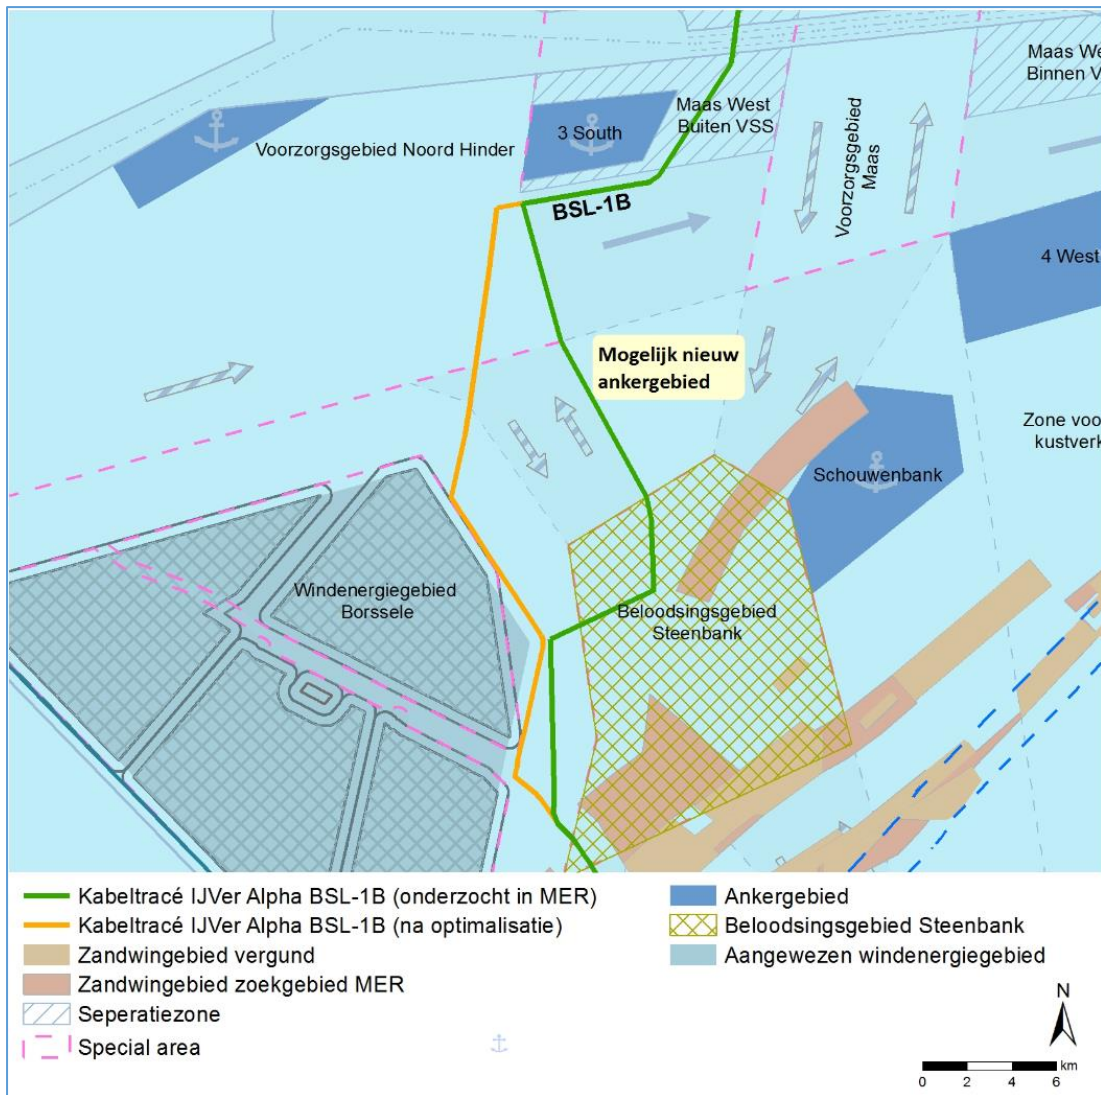 Maas We
Binnen V
Maas West
Buiten VSS
3 South
Voorzorgsgebied Noord Hinder
Voorzorgsgebied
Maas
BSL-1B
4 West
Mogelijk nieuw
ankergebied
Zone voo
kustverk
Schouwenbank
Windenergiegebied
Borssele
Beloodsingsgebied
Steenbank
Kabeltracé IJVer Alpha BSL-1B (onderzocht in MER)
Kabeltracé IJVer Alpha BSL-1B (na optimalisatie)
Zandwingebied vergund
Zandwingebied zoekgebied MER
Seperatiezone
Special area
Ankergebied
Beloodsingsgebied Steenbank
Aangewezen windenergiegebied
N
km
0 2 4 6